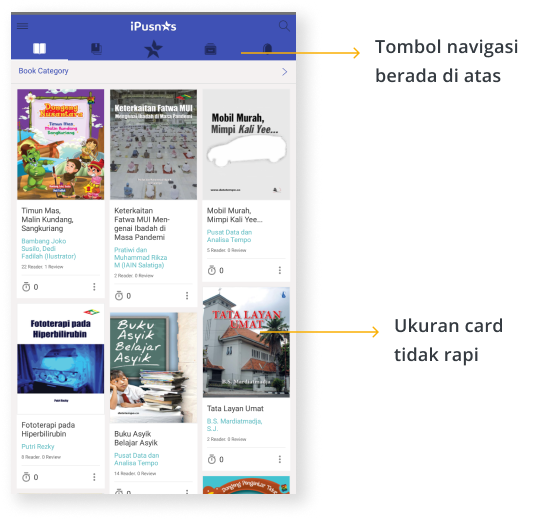 iPusnas
Book Category
Timun Mas,
Malin Kundang,
Sangkuriang
Timun Mas,
Malin Kundang,
Sangkuriang
Bambang Joko
Susilo, Dedi
Fadilah (Ilustrator)
22 Reader. 1 Review
0
Fototerapi pada
Hiperbilirubin
Putri Rezky
Fototerapi pada
Hiperbilirubin
Putri Rezky
8 Reader. 0 Review
0
Keterkaitan Fatwa MUI
Mengenai Ibadah di Masa Pandemi
Keterkaitan
Fatwa MUI Men-
genai Ibadah di
Masa Pandemi
Pratiwi dan
Muhammad Rikza
M (IAIN Salatiga)
2 Reader. 0 Review
0
Buku
Asyik
Belajar
Asyik
Buku Asyik
Belajar Asyik
Pusat Data dan
Analisa Tempo
14 Reader. 0 Review
0
Mobil Murah,
Mimpi Kali Yee...
Mobil Murah,
Mimpi Kali Yee...
Pusat Data dan
Analisa Tempo
5 Reader. 0 Review
0
TATA LAYAN
UMAT
B.S. Mardiatmadja
Tata Layan Umat
B.S. Mardiatmadja,
S.J.
2 Reader. 0 Review
0
Tombol navigasi
berada di atas
Ukuran card
tidak rapi